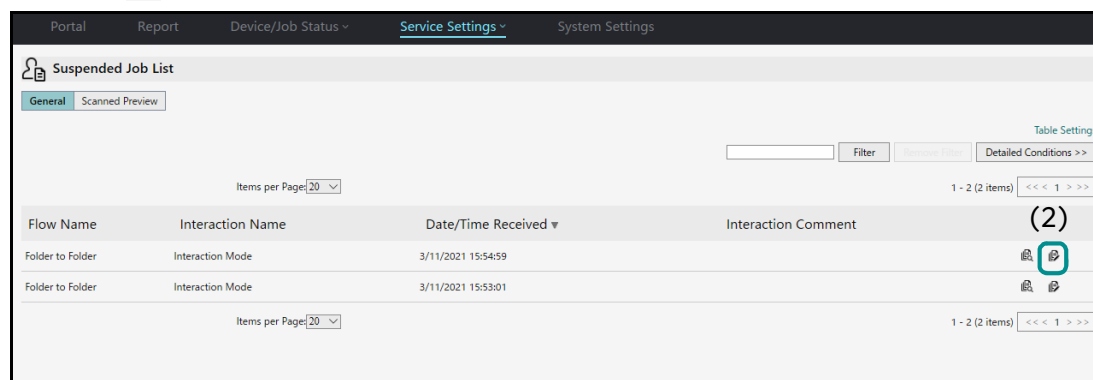 Portal Report Device/Job Status Service Settings System Settings
Suspended Job List
General Scanned Preview
Table Setting
Filter Remove Filter Detailed Conditions >>
Items per Page: 20 1 - 2 (2 items) << < 1 > >>
(2)
Flow Name Interaction Name Date/Time Received ▼ Interaction Comment
Folder to Folder Interaction Mode 3/11/2021 15:54:59
Folder to Folder Interaction Mode 3/11/2021 15:53:01
Items per Page: 20 1 - 2 (2 items) << < 1 > >>